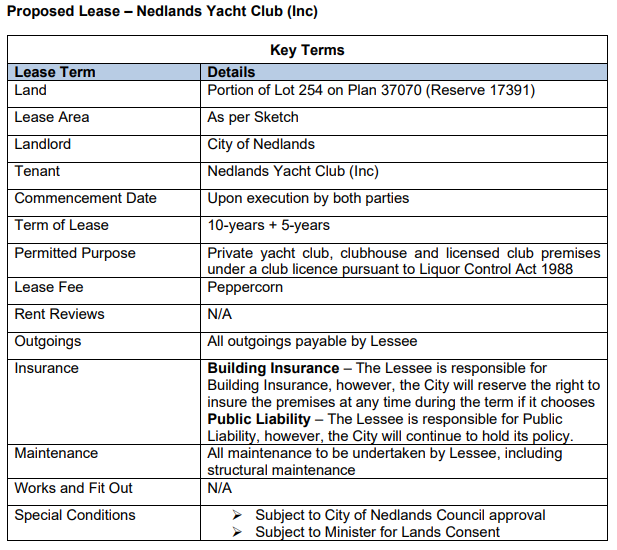 Proposed Lease – Nedlands Yacht Club (Inc)
Key Terms
Lease Term Details
Land Portion of Lot 254 on Plan 37070 (Reserve 17391)
Lease Area As per Sketch
Landlord City of Nedlands
Tenant Nedlands Yacht Club (Inc)
Commencement Date Upon execution by both parties
Term of Lease 10-years + 5-years
Permitted Purpose Private yacht club, clubhouse and licensed club premises
under a club licence pursuant to Liquor Control Act 1988
Lease Fee Peppercorn
Rent Reviews N/A
Outgoings All outgoings payable by Lessee
Insurance Building Insurance – The Lessee is responsible for
Building Insurance, however, the City will reserve the right to
insure the premises at any time during the term if it chooses
Public Liability – The Lessee is responsible for Public
Liability, however, the City will continue to hold its policy.
Maintenance All maintenance to be undertaken by Lessee, including
structural maintenance
Works and Fit Out N/A
Special Conditions ➢ Subject to City of Nedlands Council approval
➢ Subject to Minister for Lands Consent